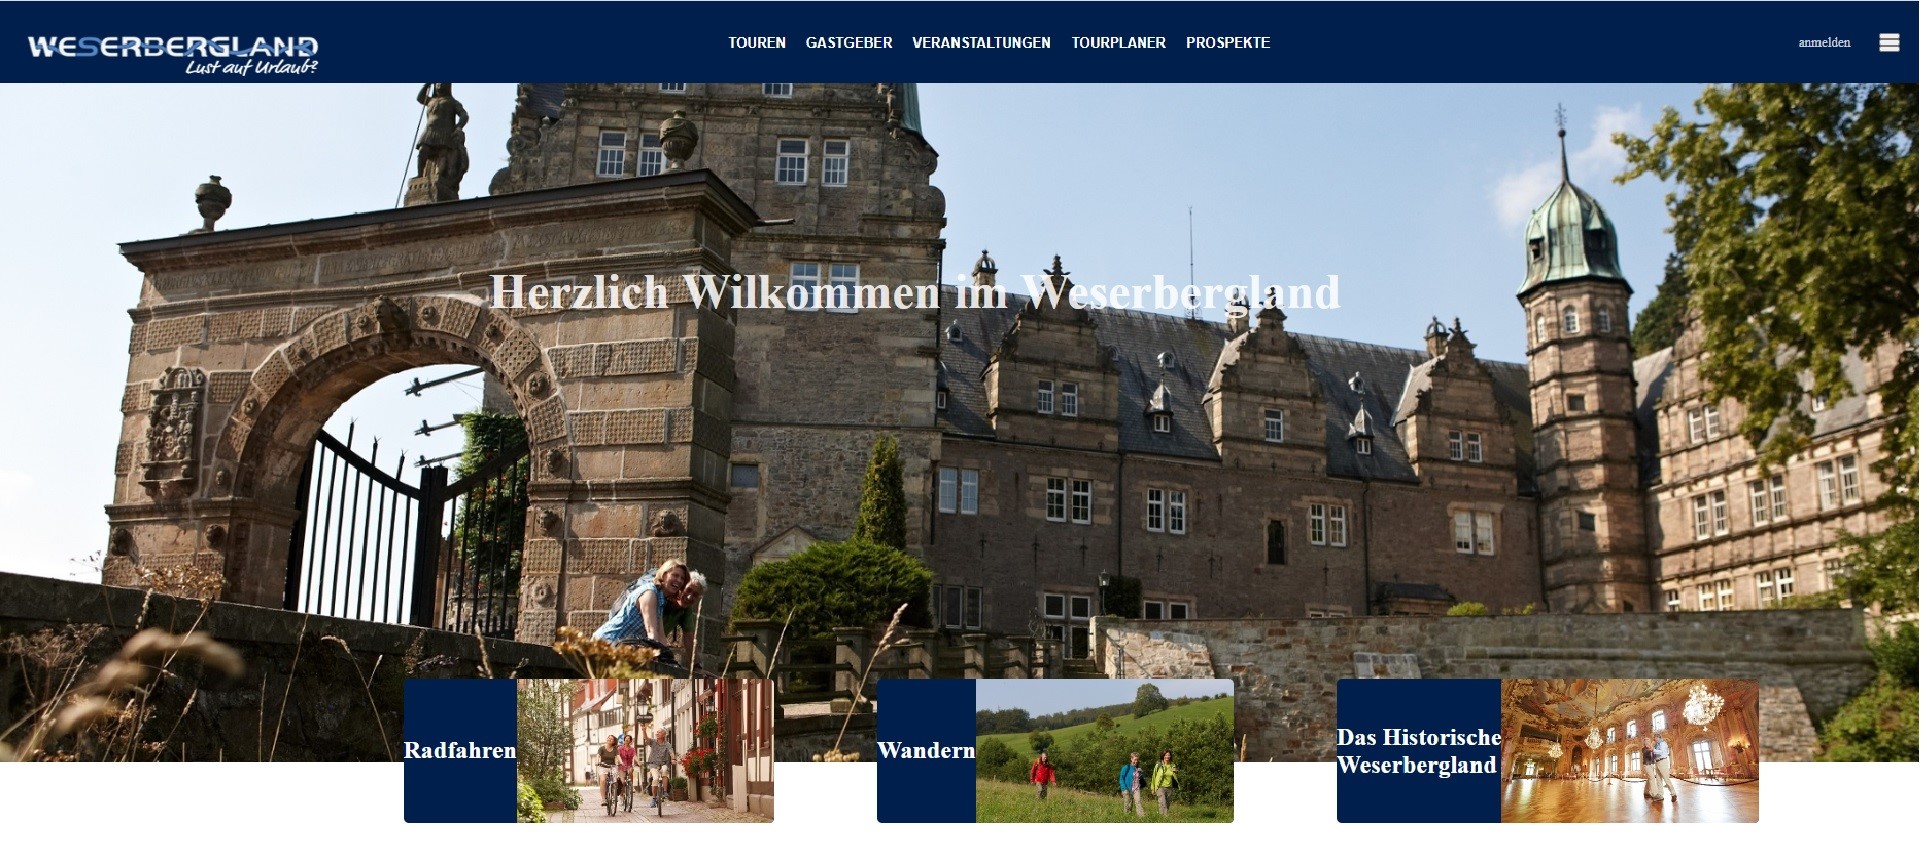 WESERBERGLAND
Lust auf Urlaub?
TOUREN GASTGEBER VERANSTALTUNGEN TOURPLANER PROSPEKTE
anmelden
Herzlich Wilkommen im Weserbergland
Radfahren
Wandern
Das Historische
Weserbergland